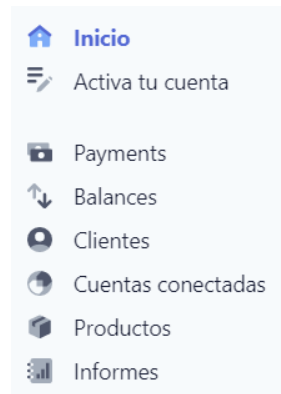 Inicio
Activa tu cuenta
Payments
Balances
Clientes
Cuentas conectadas
Productos
Informes